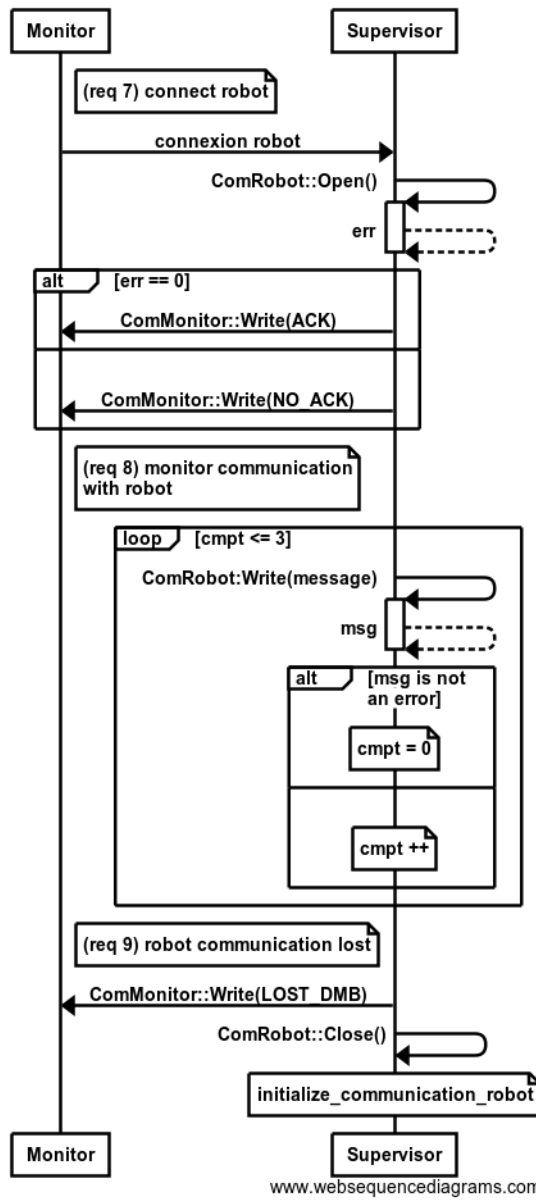 Monitor
Supervisor
(req 7) connect robot
connexion robot
ComRobot::Open()
err
alt
[err == 0]
ComMonitor::Write(ACK)
ComMonitor::Write(NO_ACK)
(req 8) monitor communication
with robot
loop
[cmpt <= 3]
ComRobot:Write(message)
msg
alt
[msg is not
an error]
cmpt = 0
cmpt ++
(req 9) robot communication lost
ComMonitor::Write(LOST_DMB)
ComRobot::Close()
initialize_communication_robot
Monitor
Supervisor
www.websequencediagrams.com